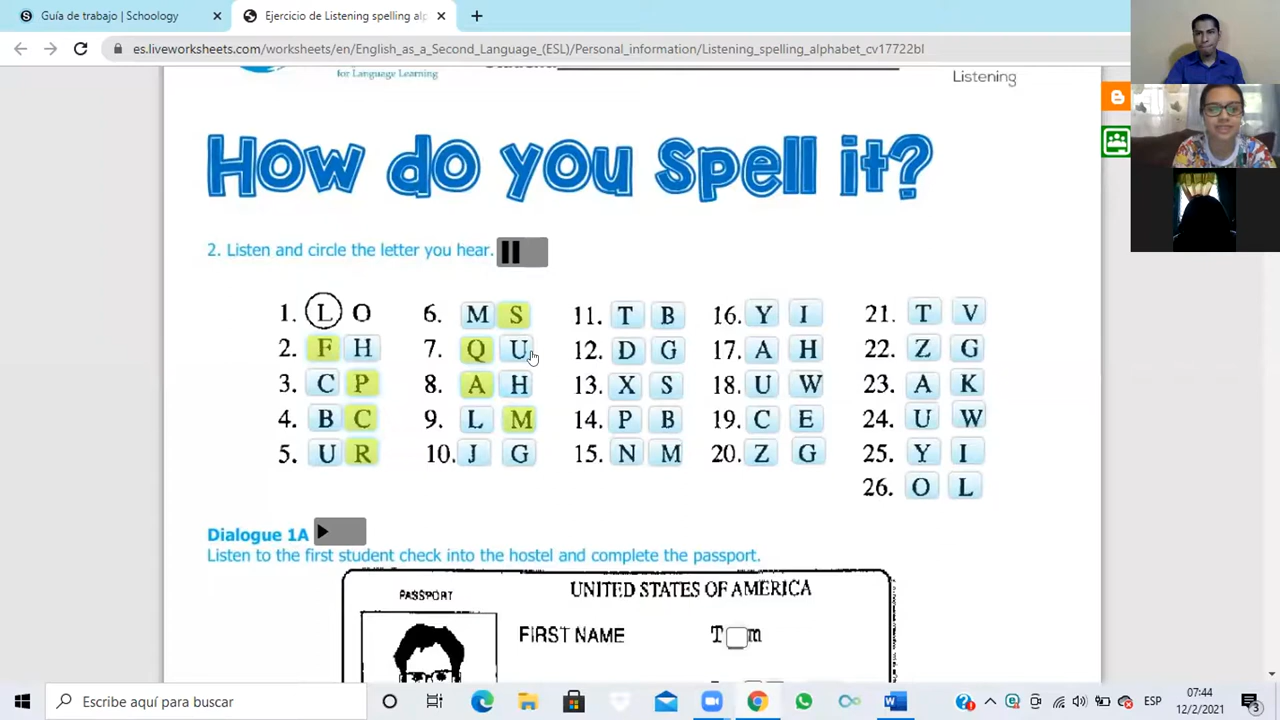 Guía de trabajo | Schoology
Ejercicio de Listening spelling alp
es.liveworksheets.com/worksheets/en/English_as_a_Second_Language_(ESL)/Personal_information/Listening_spelling_alphabet_cv17722bl
for Language Learning
Listening
How do you Spell it?
2. Listen and circle the letter you hear.
1. L O 6. M S 11. T B 16. Y I 21. T V
2. F H 7. Q U 12. D G 17. A H 22. Z G
3. C P 8. A H 13. X S 18. U W 23. A K
4. B C 9. L M 14. P B 19. C E 24. U W
5. U R 10. J G 15. N M 20. Z G 25. Y I
26. O L
Dialogue 1A
Listen to the first student check into the hostel and complete the passport.
PASSPORT UNITED STATES OF AMERICA
FIRST NAME T m
Escribe aquí para buscar
ESP
07:44
12/2/2021
3